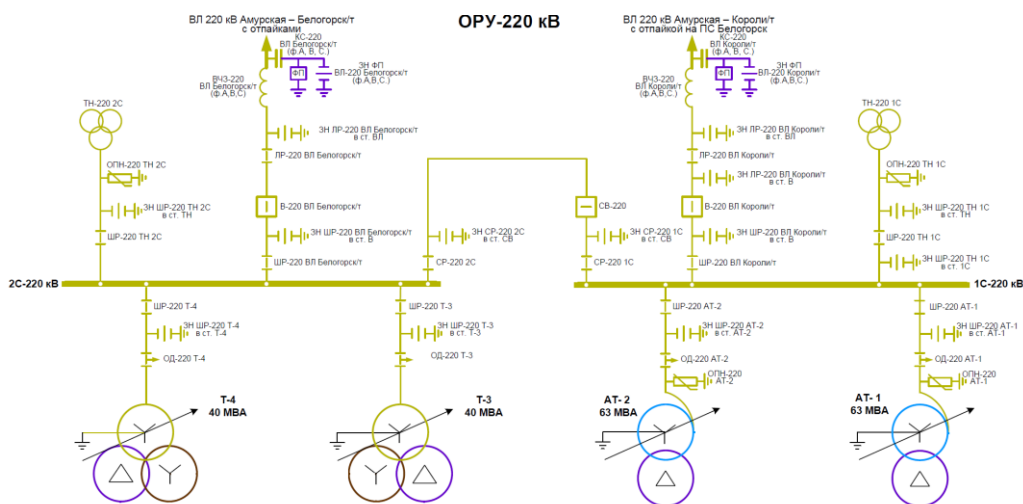 ОРУ-220 кВ
ВЛ 220 кВ Амурская – Белогорск/т
с отпайками
КС-220
ВЛ Белогорск/т
(ф.А, В, С.)
ФП
ЗН ФП
ВЛ-220 Белогорск/т
(ф.А,В,С.)
ВЧЗ-220
ВЛ Белогорск/т
(ф.А,В,С)
ВЛ 220 кВ Амурская – Короли/т
с отпайкой на ПС Белогорск
КС-220
ВЛ Короли/т
(ф.А, В, С.)
ФП
ЗН ФП
ВЛ-220 Короли/т
(ф.А,В,С.)
ВЧЗ-220
ВЛ Короли/т
(ф.А,В,С)
ТН-220 2С
ОПН-220 ТН 2С
ЗН ШР-220 ТН 2С
в ст. ТН
ШР-220 ТН 2С
ЗН ЛР-220 ВЛ Белогорск/т
в ст. ВЛ
ЛР-220 ВЛ Белогорск/т
В-220 ВЛ Белогорск/т
ЗН ШР-220 ВЛ Белогорск/т
в ст. В
ШР-220 ВЛ Белогорск/т
ЗН СР-220 2С
в ст. СВ
СР-220 2С
СВ-220
ЗН СР-220 1С
в ст. СВ
СР-220 1С
ЗН ЛР-220 ВЛ Короли/т
в ст. ВЛ
ЛР-220 ВЛ Короли/т
ЗН ЛР-220 ВЛ Короли/т
в ст. В
В-220 ВЛ Короли/т
ЗН ШР-220 ВЛ Короли/т
в ст. В
ШР-220 ВЛ Короли/т
ТН-220 1С
ОПН-220 ТН 1С
ЗН ШР-220 ТН 1С
в ст. ТН
ШР-220 ТН 1С
ЗН ШР-220 ТН 1С
в ст. 1С
2С-220 кВ
1С-220 кВ
ШР-220 Т-4
ЗН ШР-220 Т-4
в ст. Т-4
ОД-220 Т-4
Т-4
40 МВА
ШР-220 Т-3
ЗН ШР-220 Т-3
в ст. Т-3
ОД-220 Т-3
Т-3
40 МВА
ШР-220 АТ-2
ЗН ШР-220 АТ-2
в ст. АТ-2
ОД-220 АТ-2
ОПН-220
АТ-2
АТ- 2
63 МВА
ШР-220 АТ-1
ЗН ШР-220 АТ-1
в ст. АТ-1
ОД-220 АТ-1
ОПН-220
АТ-1
АТ- 1
63 МВА